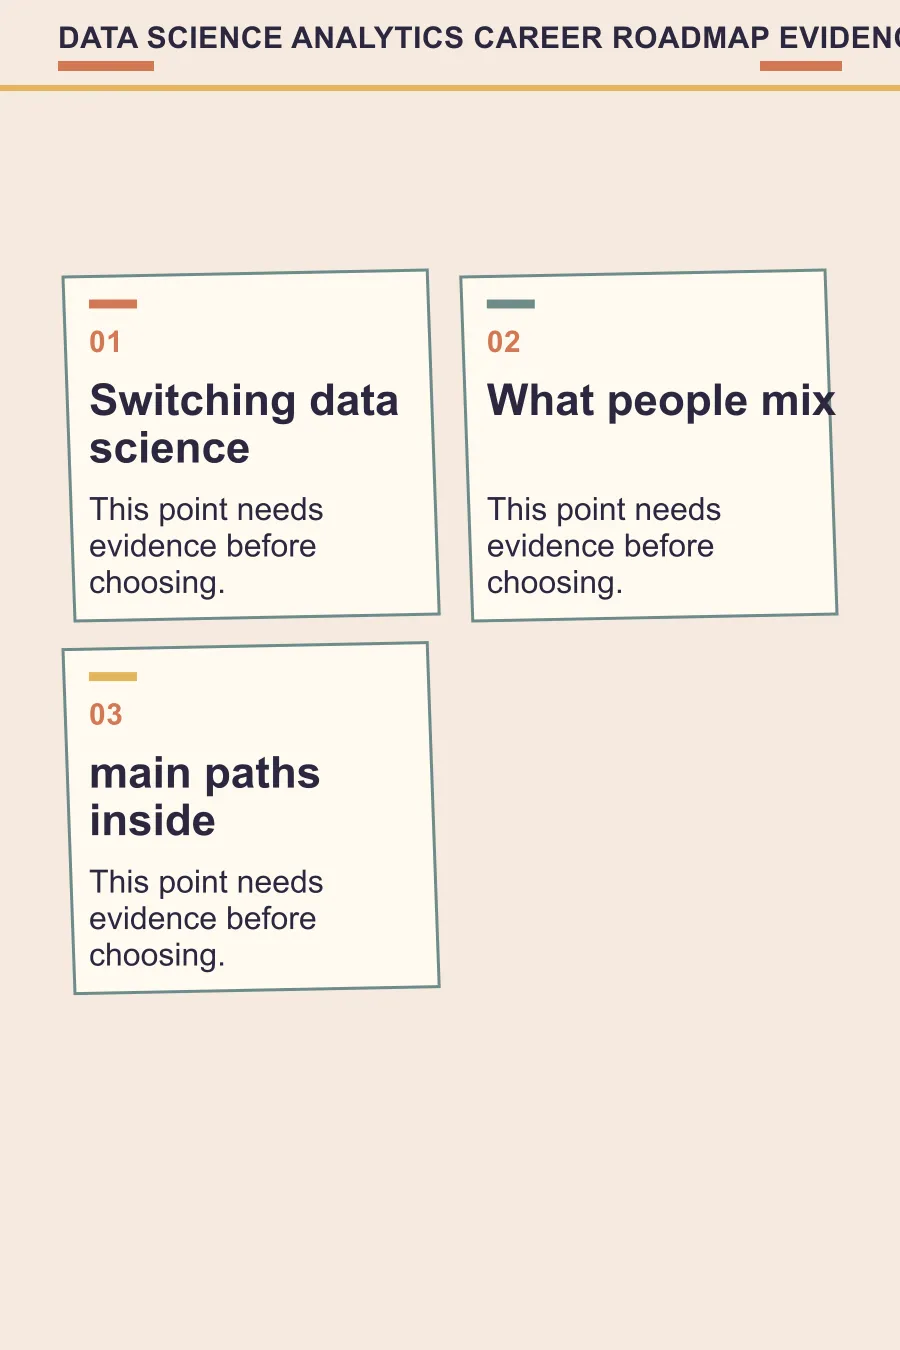 DATA SCIENCE ANALYTICS CAREER ROADMAP
01
Switching data
science
This point needs
evidence before
choosing.
02
What people mix
This point needs
evidence before
choosing.
03
main paths
inside
This point needs
evidence before
choosing.